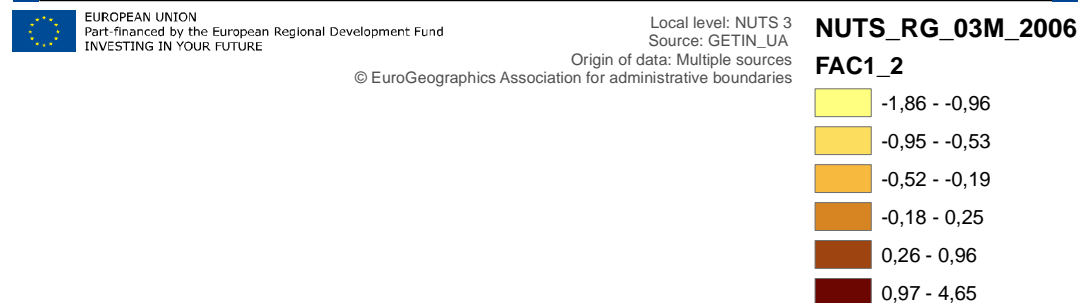 EUROPEAN UNION
Part-financed by the European Regional Development Fund
INVESTING IN YOUR FUTURE
Local level: NUTS 3
Source: GETIN_UA
Origin of data: Multiple sources
© EuroGeographics Association for administrative boundaries
NUTS_RG_03M_2006
FAC1_2
-1,86 - -0,96
-0,95 - -0,53
-0,52 - -0,19
-0,18 - 0,25
0,26 - 0,96
0,97 - 4,65